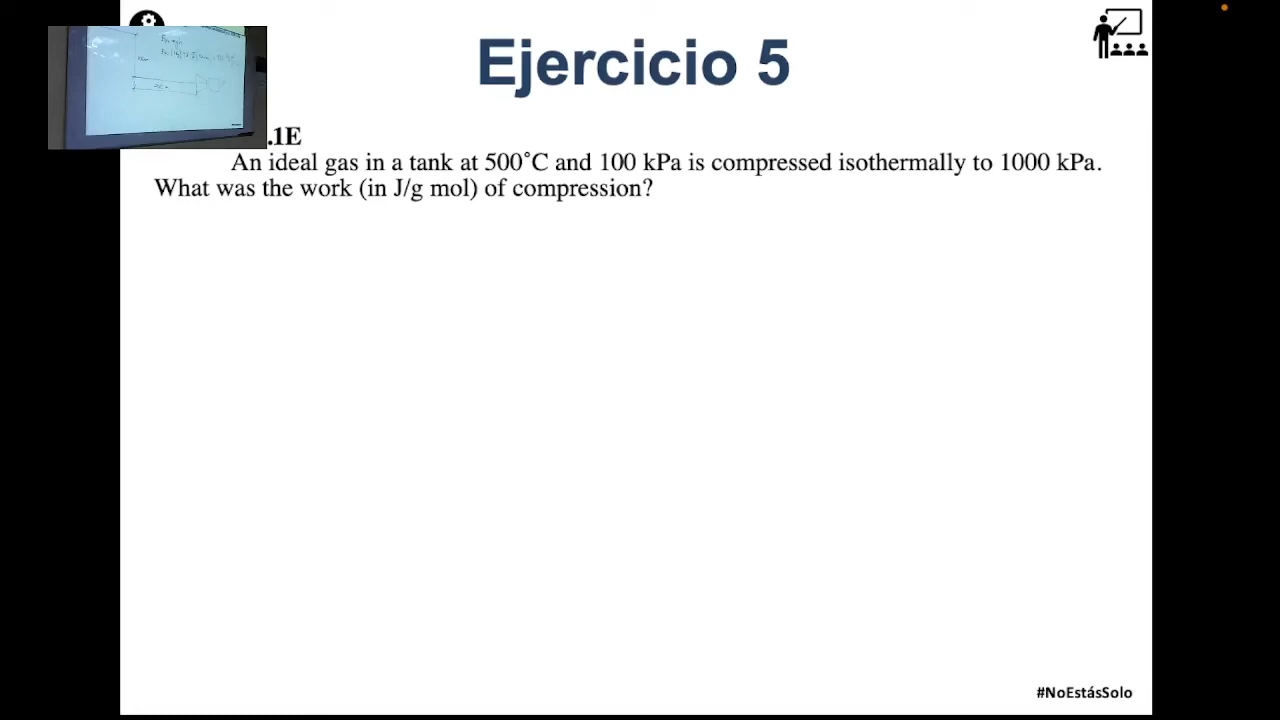 Ejercicio 5
.1E
An ideal gas in a tank at 500°C and 100 kPa is compressed isothermally to 1000 kPa.
What was the work (in J/g mol) of compression?
#NoEstásSolo